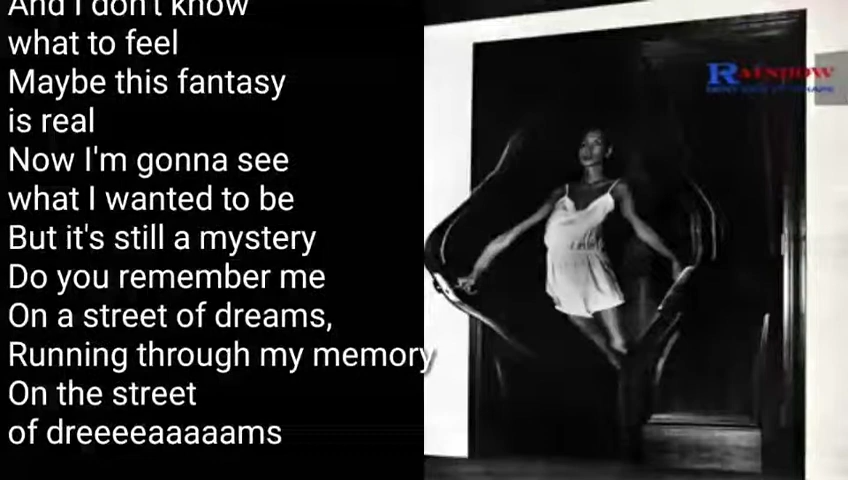 And I don't know
what to feel
Maybe this fantasy
is real
Now I'm gonna see
what I wanted to be
But it's still a mystery
Do you remember me
On a street of dreams,
Running through my memory
On the street
of dreeeeaaaaams
RAINBOW